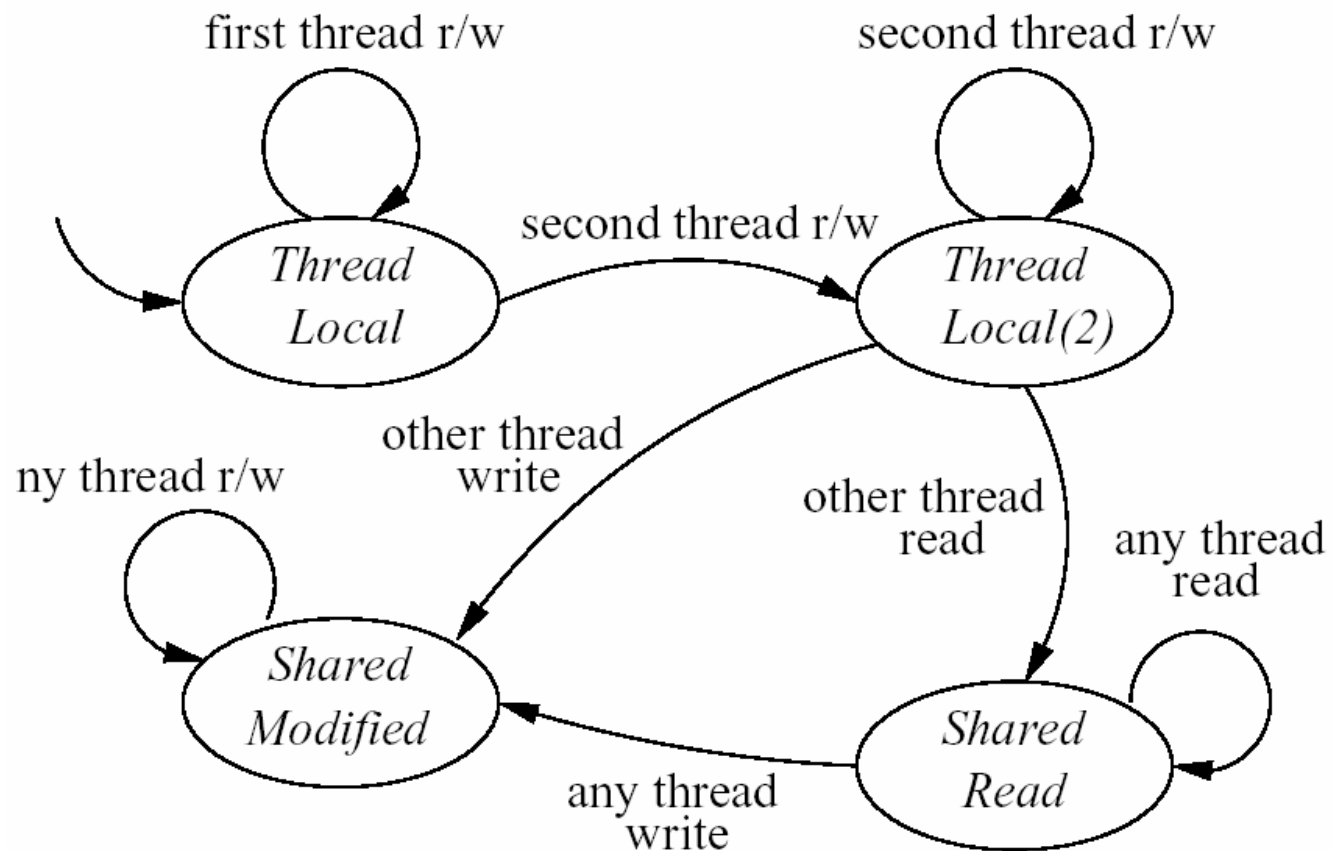 first thread r/w
second thread r/w
second thread r/w
Thread
Local
Thread
Local(2)
other thread
write
ny thread r/w
other thread
read
any thread
read
Shared
Modified
Shared
Read
any thread
write